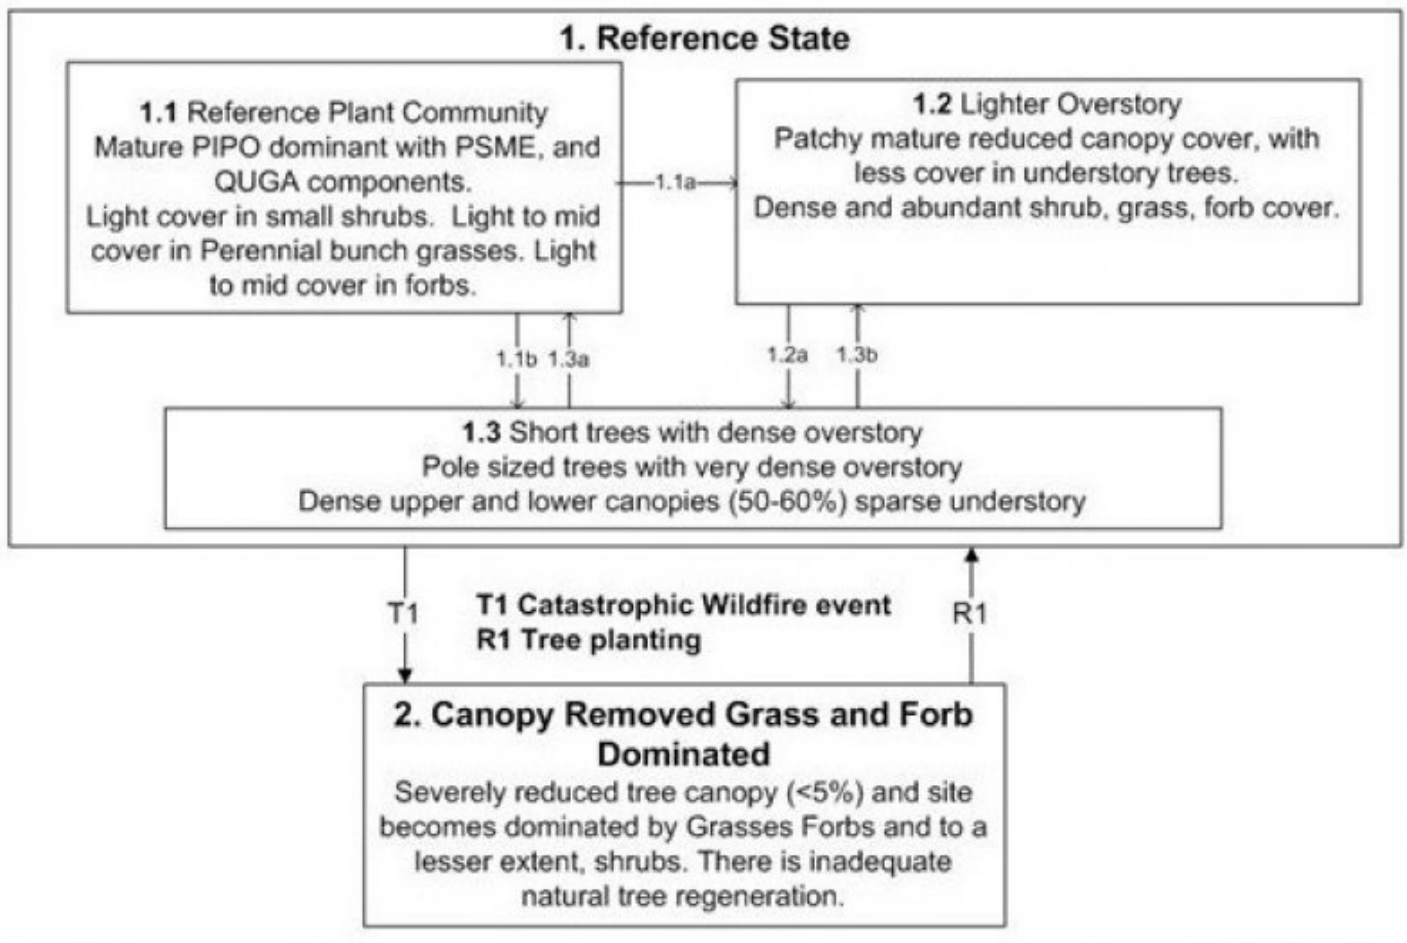 1. Reference State
1.1 Reference Plant Community
Mature PIPO dominant with PSME, and
QUGA components.
Light cover in small shrubs. Light to mid
cover in Perennial bunch grasses. Light
to mid cover in forbs.
1.1a
1.2 Lighter Overstory
Patchy mature reduced canopy cover, with
less cover in understory trees.
Dense and abundant shrub, grass, forb cover.
1.1b
1.3a
1.2a
1.3b
1.3 Short trees with dense overstory
Pole sized trees with very dense overstory
Dense upper and lower canopies (50-60%) sparse understory
T1
T1 Catastrophic Wildfire event
R1 Tree planting
R1
2. Canopy Removed Grass and Forb
Dominated
Severely reduced tree canopy (<5%) and site
becomes dominated by Grasses Forbs and to a
lesser extent, shrubs. There is inadequate
natural tree regeneration.